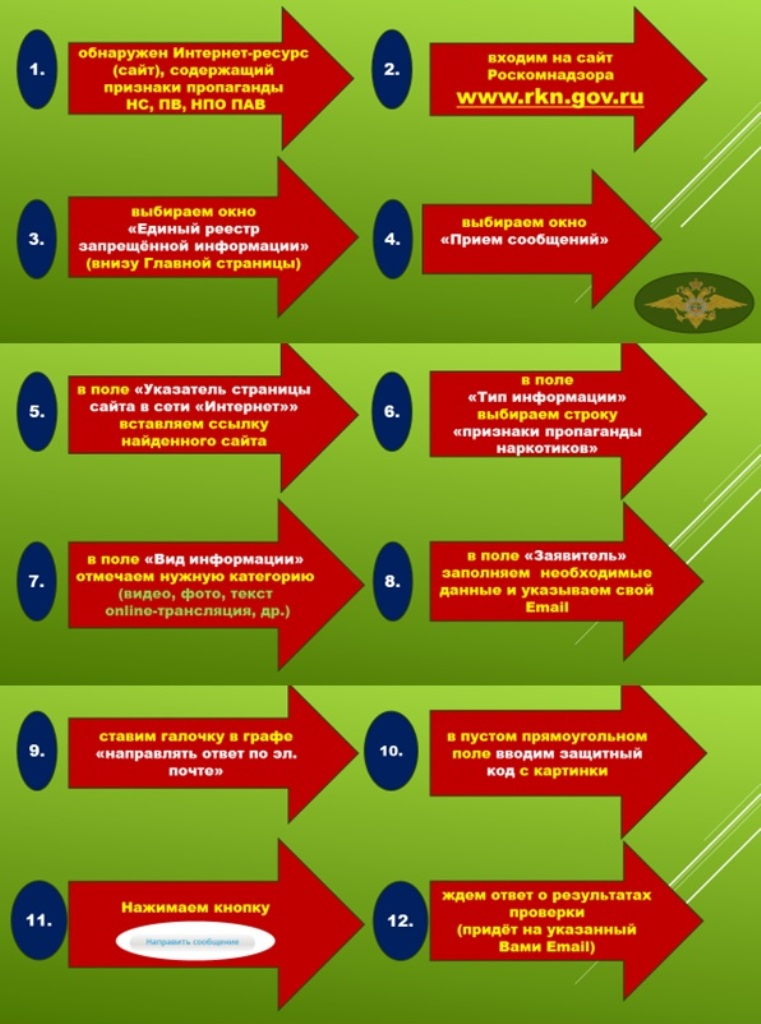 1.
обнаружен Интернет-ресурс
(сайт), содержащий
признаки пропаганды
НС, ПВ, НПО ПАВ
2.
входим на сайт
Роскомнадзора
www.rkn.gov.ru
3.
выбираем окно
«Единый реестр
запрещённой информации»
(внизу Главной страницы)
4.
выбираем окно
«Прием сообщений»
5.
в поле «Указатель страницы
сайта в сети «Интернет»»
вставляем ссылку
найденного сайта
6.
в поле
«Тип информации»
выбираем строку
«признаки пропаганды
наркотиков»
7.
в поле «Вид информации»
отмечаем нужную категорию
(видео, фото, текст
online-трансляция, др.)
8.
в поле «Заявитель»
заполняем необходимые
данные и указываем свой
Email
9.
ставим галочку в графе
«направлять ответ по эл.
почте»
10.
в пустом прямоугольном
поле вводим защитный
код с картинки
11.
Нажимаем кнопку
Направить сообщение
12.
ждем ответ о результатах
проверки
(придёт на указанный
Вами Email)